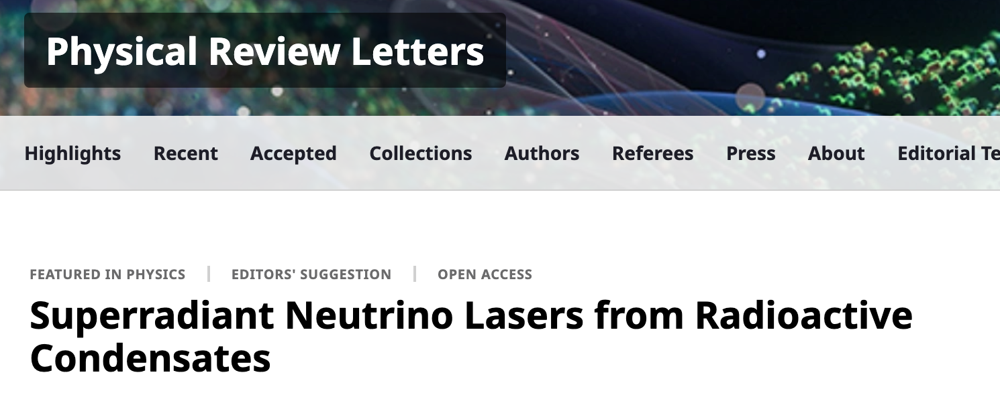 Physical Review Letters
Highlights Recent Accepted Collections Authors Referees Press About Editorial Te
FEATURED IN PHYSICS | EDITORS' SUGGESTION | OPEN ACCESS
Superradiant Neutrino Lasers from Radioactive
Condensates